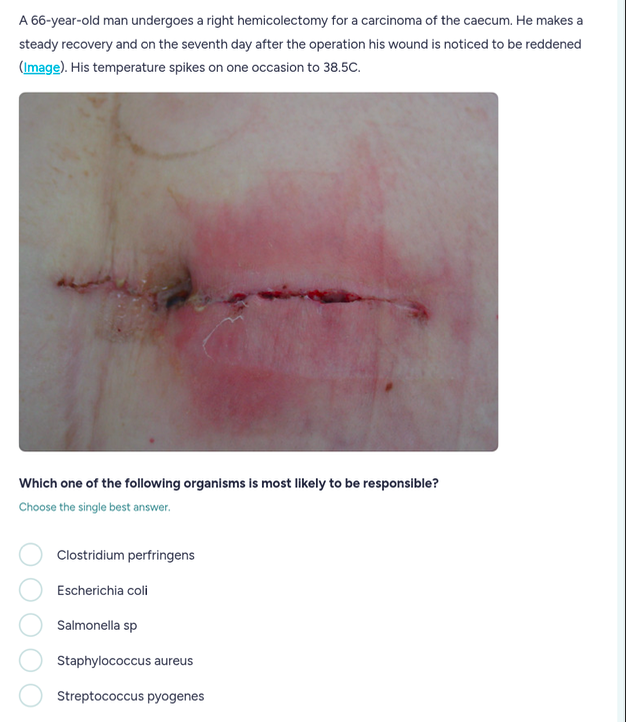 A 66-year-old man undergoes a right hemicolectomy for a carcinoma of the caecum. He makes a
steady recovery and on the seventh day after the operation his wound is noticed to be reddened
(Image). His temperature spikes on one occasion to 38.5C.
Which one of the following organisms is most likely to be responsible?
Choose the single best answer.
Clostridium perfringens
Escherichia coli
Salmonella sp
Staphylococcus aureus
Streptococcus pyogenes